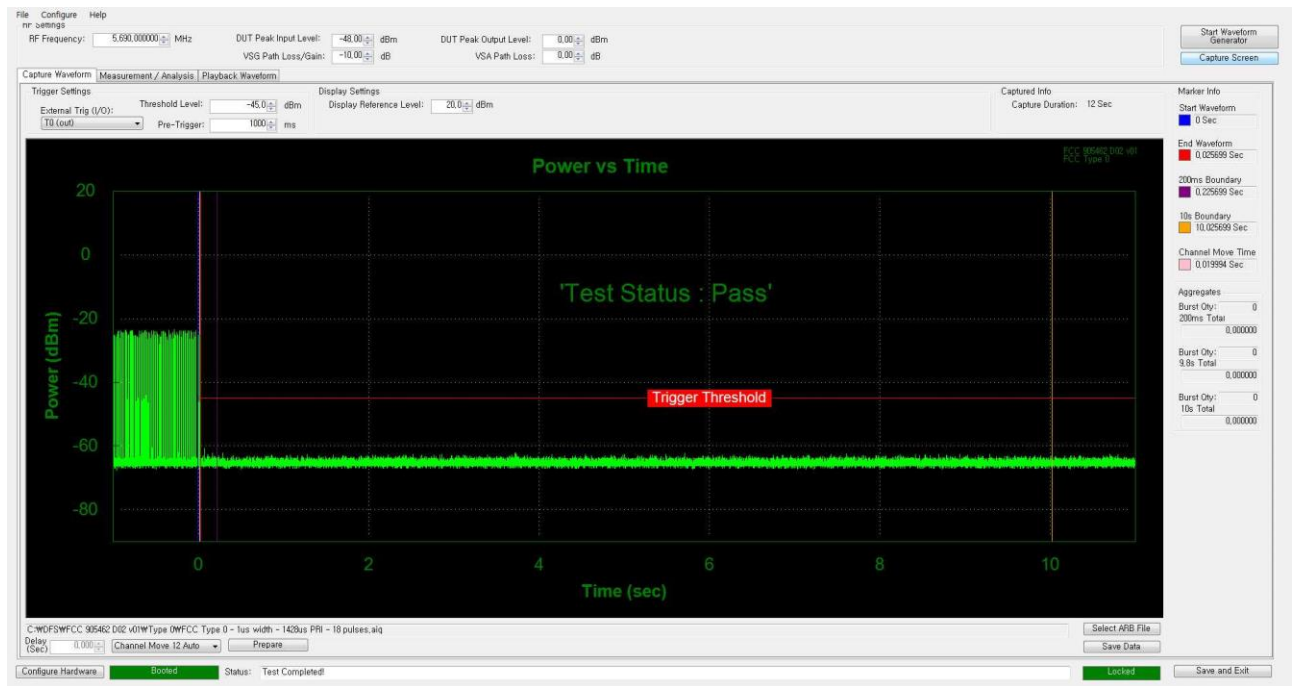 File Configure Help
RF Settings
RF Frequency: 5,690,000000 MHz DUT Peak Input Level: -48,00 dBm DUT Peak Output Level: 0,00 dBm
VSG Path Loss/Gain: -10,00 dB VSA Path Loss: 0,00 dB
Start Waveform Generator
Capture Screen
Capture Waveform Measurement / Analysis Playback Waveform
Trigger Settings
External Trig (I/O): Threshold Level: -45,0 dBm
T0 (out) Pre-Trigger: 1000 ms
Display Settings
Display Reference Level: 20,0 dBm
Captured Info
Capture Duration: 12 Sec
Marker Info
Start Waveform
0 Sec
End Waveform
0,025699 Sec
200ms Boundary
0,225699 Sec
10s Boundary
10,025699 Sec
Channel Move Time
0,019994 Sec
Aggregates
Burst Qty: 0
200ms Total
0,000000
Burst Qty: 0
9,8s Total
0,000000
Burst Qty: 0
10s Total
0,000000
Power vs Time
FCC 905462 D02 v01
FCC Type 0
'Test Status : Pass'
Trigger Threshold
Power (dBm)
20
0
-20
-40
-60
-80
0 2 4 6 8 10
Time (sec)
C:₩DFS₩FCC 905462 D02 v01₩Type 0₩FCC Type 0 - 1us width - 1428us PRI - 18 pulses,aiq
Select ARB File
Delay (Sec) 0,000 Channel Move 12 Auto Prepare
Save Data
Configure Hardware Booted Status: Test Completed! Locked Save and Exit